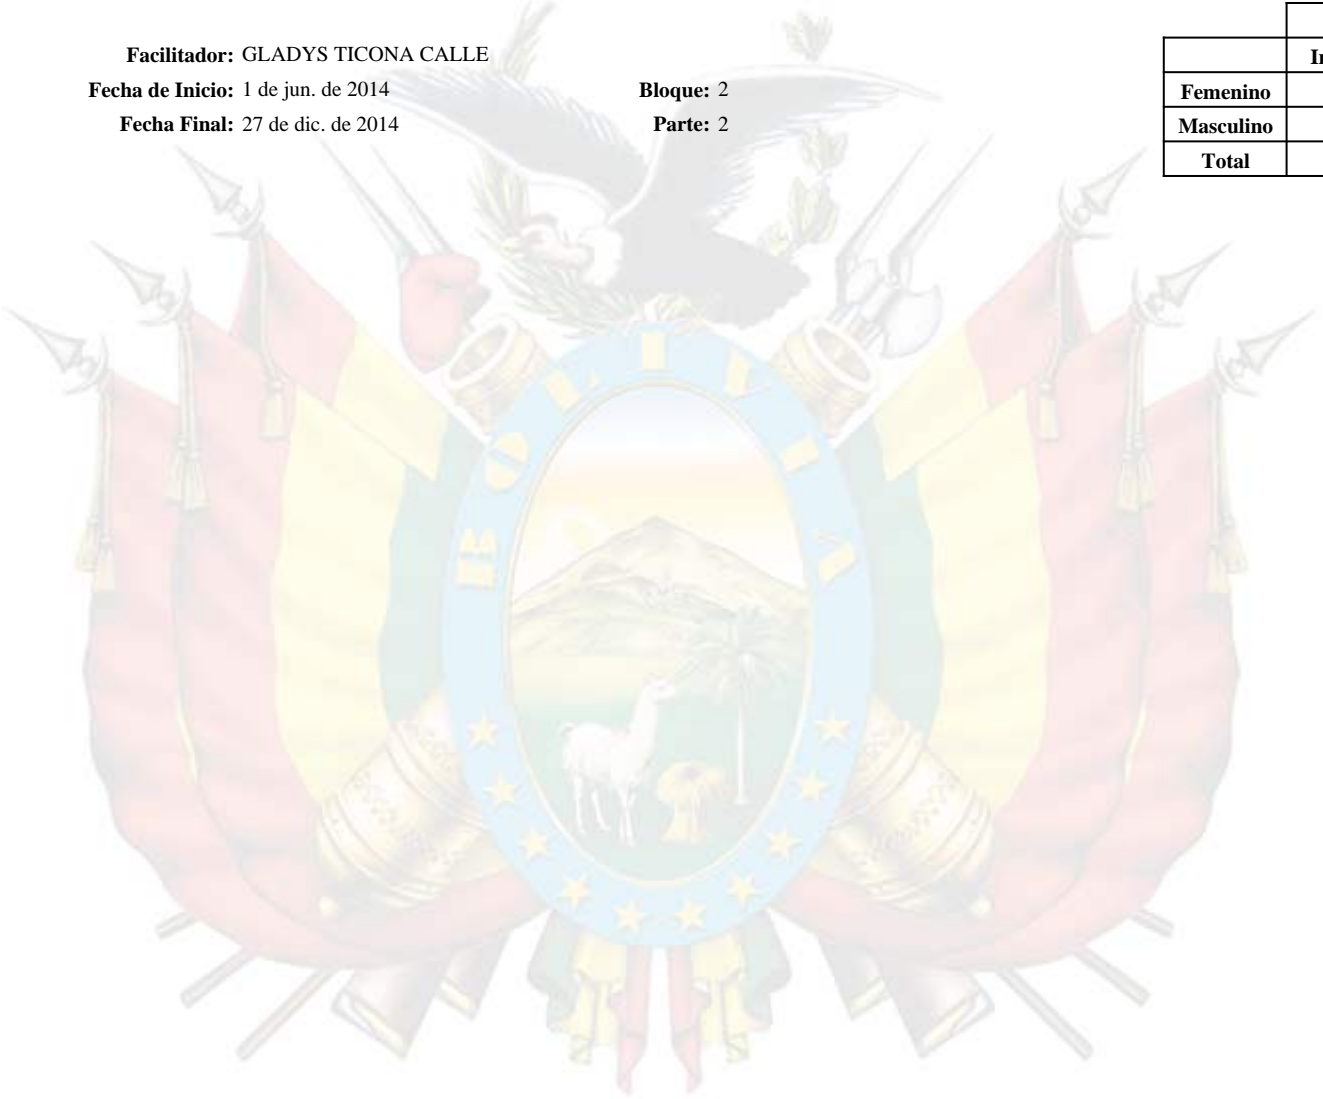 Facilitador: GLADYS TICONA CALLE
Fecha de Inicio: 1 de jun. de 2014 Bloque: 2
Fecha Final: 27 de dic. de 2014 Parte: 2
Femenino
Masculino
Total
BOLIVIA